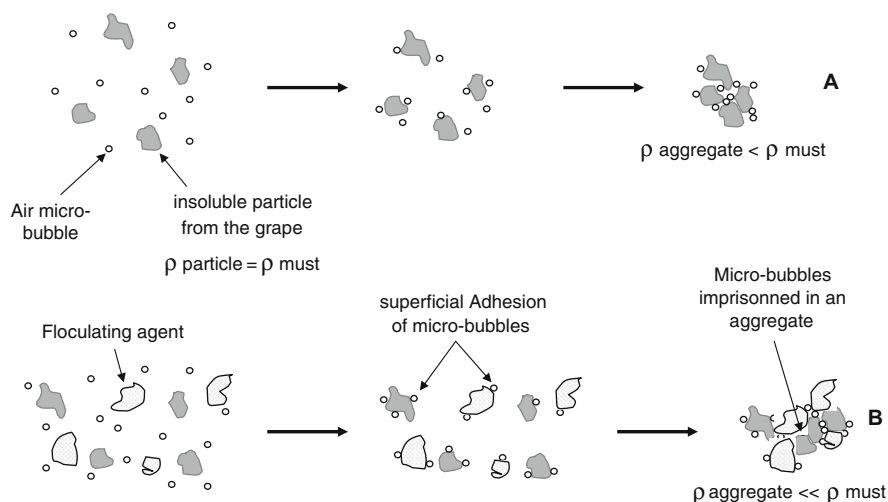 A
ρ aggregate < ρ must
Air micro-
bubble
insoluble particle
from the grape
ρ particle = ρ must
Floculating agent
superficial Adhesion
of micro-bubbles
Micro-bubbles
imprisonned in an
aggregate
B
ρ aggregate << ρ must